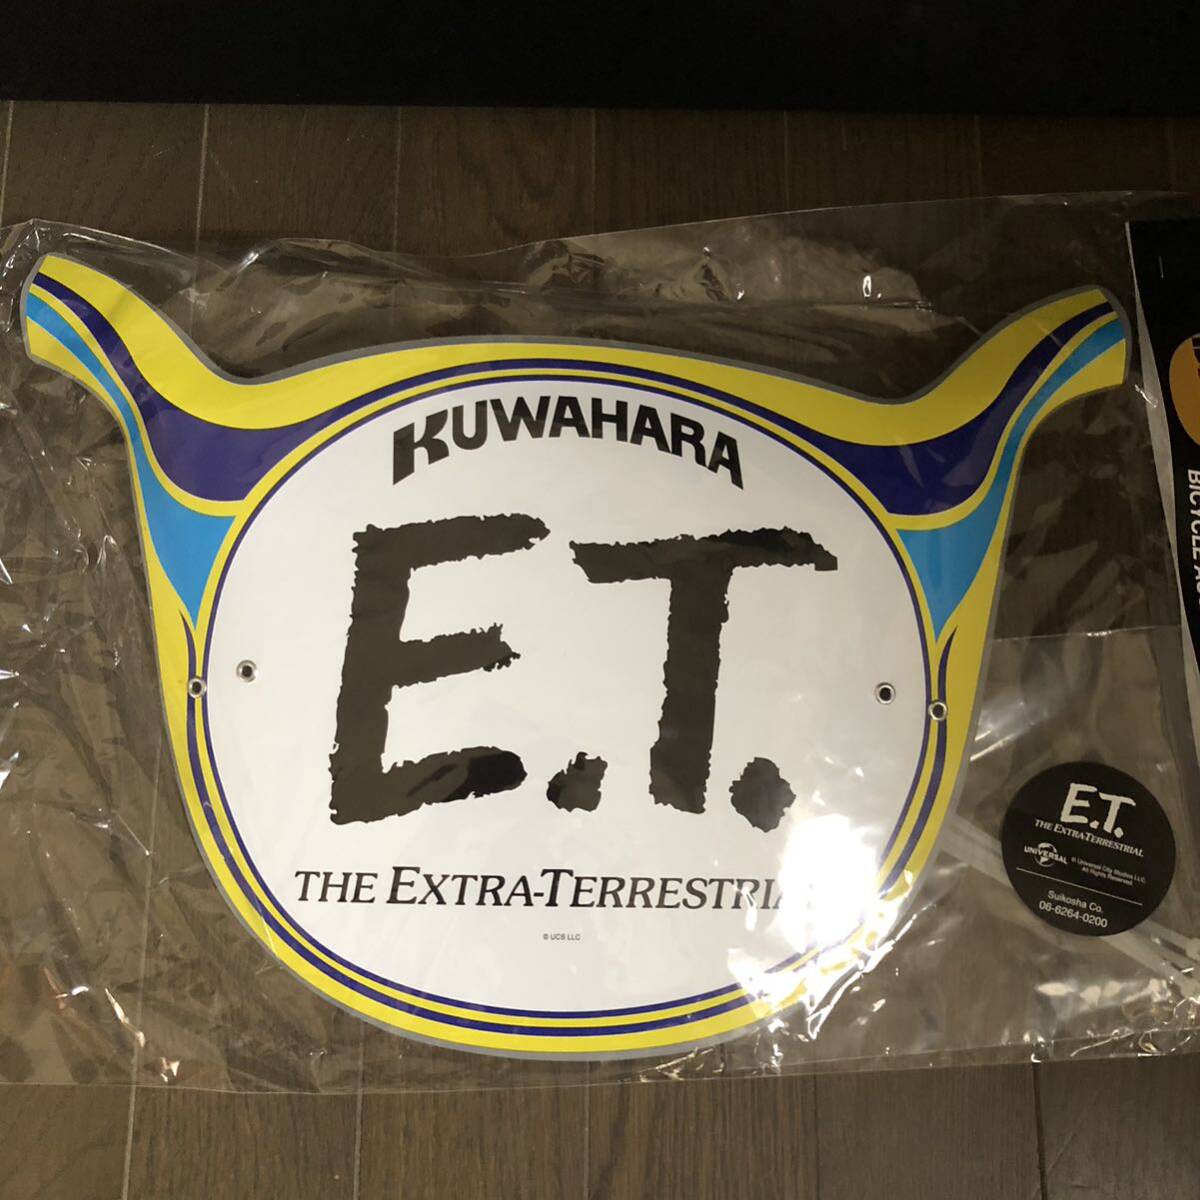 KUWAHARA
E.T.
THE EXTRA-TERRESTRIAL
© UCS LLC
E.T.
THE EXTRA-TERRESTRIAL
UNIVERSAL
© Universal City Studios LLC.
All Rights Reserved.
Suikosha Co.
06-6264-0200
BICYCLE